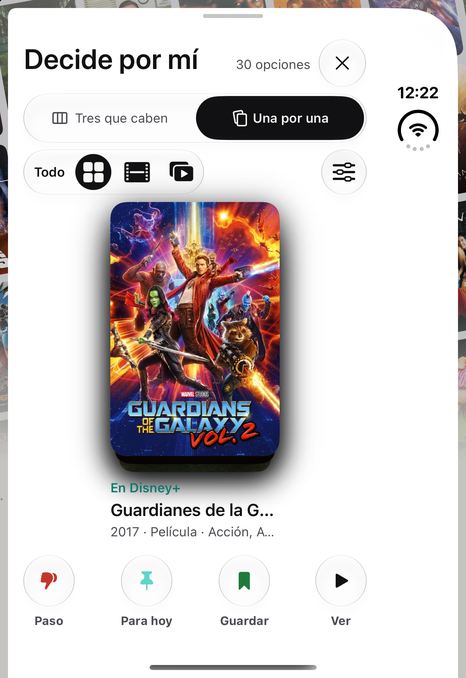 Decide por mí
30 opciones
12:22
Tres que caben
Una por una
Todo
MARVEL STUDIOS
GUARDIANS
OF THE GALAXY
VOL. 2
En Disney+
Guardianes de la G...
2017 · Película · Acción, A...
Paso
Para hoy
Guardar
Ver